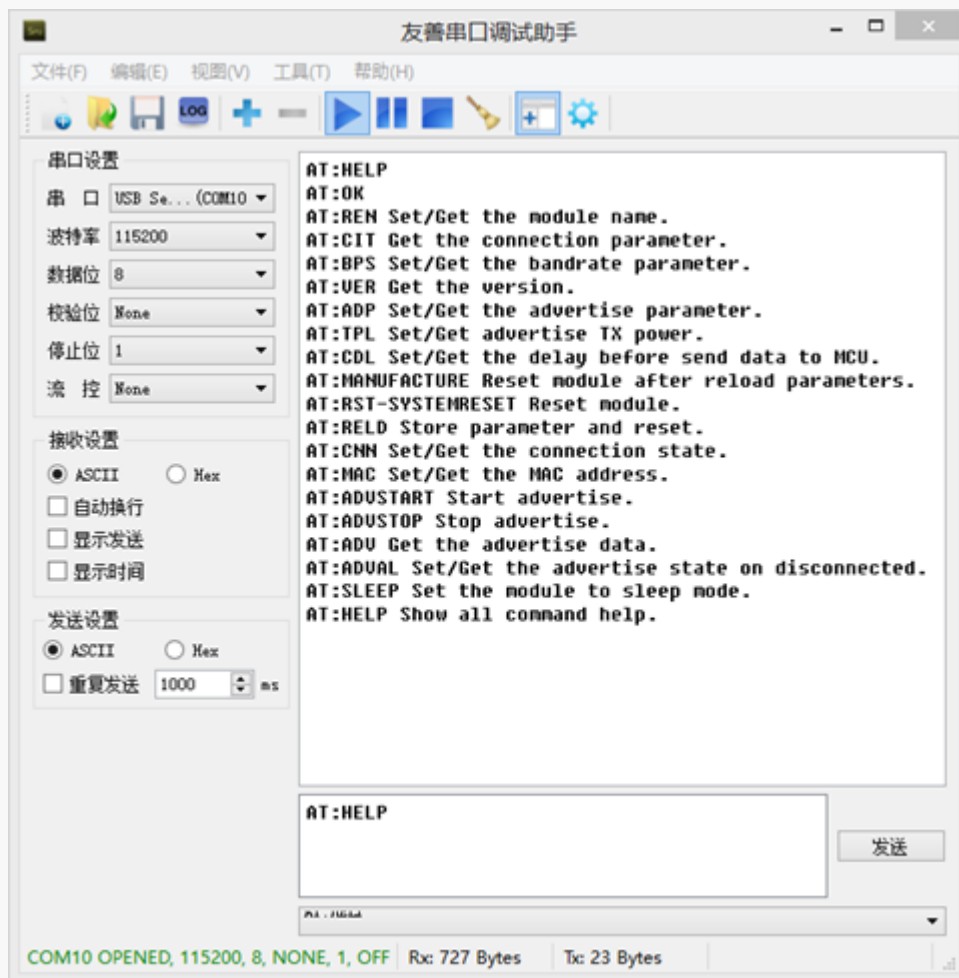 友善串口调试助手
文件(F) 编辑(E) 视图(V) 工具(T) 帮助(H)
LOG
串口设置
串 口 USB Se...(COM10
波特率 115200
数据位 8
校验位 None
停止位 1
流 控 None
接收设置
ASCII Hex
自动换行
显示发送
显示时间
发送设置
ASCII Hex
重复发送 1000 ms
AT:HELP
AT:OK
AT:REN Set/Get the module name.
AT:CIT Get the connection parameter.
AT:BPS Set/Get the bandrate parameter.
AT:VER Get the version.
AT:ADP Set/Get the advertise parameter.
AT:TPL Set/Get advertise TX power.
AT:CDL Set/Get the delay before send data to MCU.
AT:MANUFACTURE Reset module after reload parameters.
AT:RST-SYSTEMRESET Reset module.
AT:RELD Store parameter and reset.
AT:CNN Set/Get the connection state.
AT:MAC Set/Get the MAC address.
AT:ADVSTART Start advertise.
AT:ADVSTOP Stop advertise.
AT:ADV Get the advertise data.
AT:ADVAL Set/Get the advertise state on disconnected.
AT:SLEEP Set the module to sleep mode.
AT:HELP Show all command help.
AT:HELP
发送
COM10 OPENED, 115200, 8, NONE, 1, OFF Rx: 727 Bytes Tx: 23 Bytes